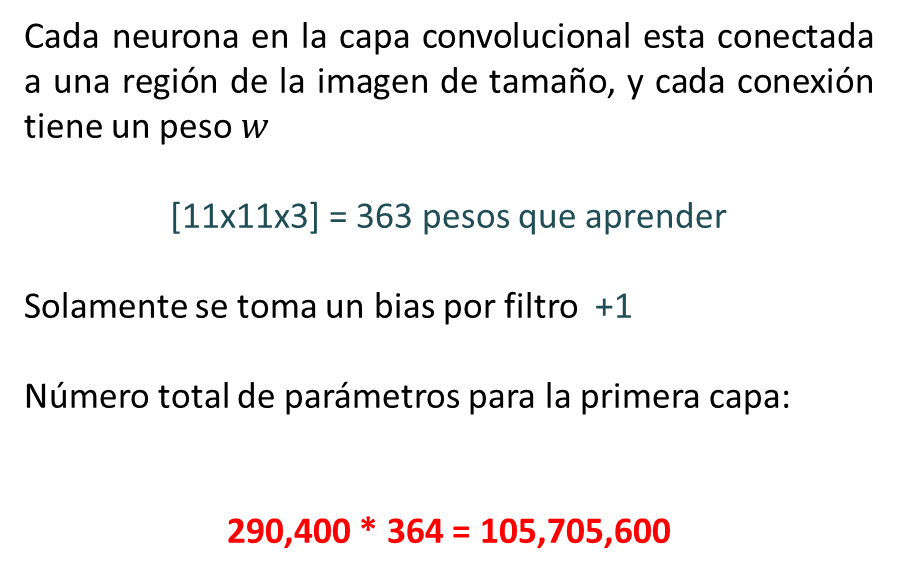 Cada neurona en la capa convolucional esta conectada
a una región de la imagen de tamaño, y cada conexión
tiene un peso w
[11x11x3] = 363 pesos que aprender
Solamente se toma un bias por filtro +1
Número total de parámetros para la primera capa:
290,400 * 364 = 105,705,600